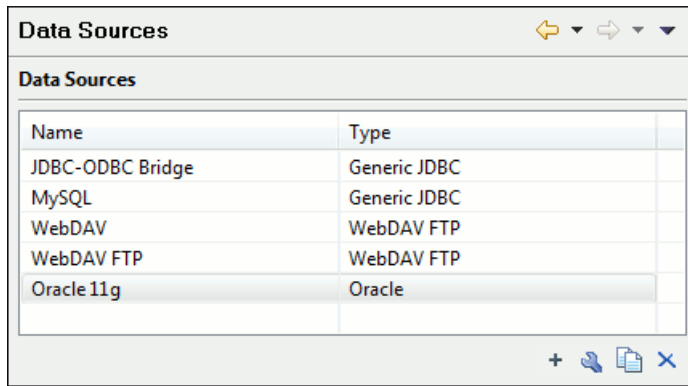 Data Sources
Data Sources
Name Type
JDBC-ODBC Bridge Generic JDBC
MySQL Generic JDBC
WebDAV WebDAV FTP
WebDAV FTP WebDAV FTP
Oracle 11g Oracle